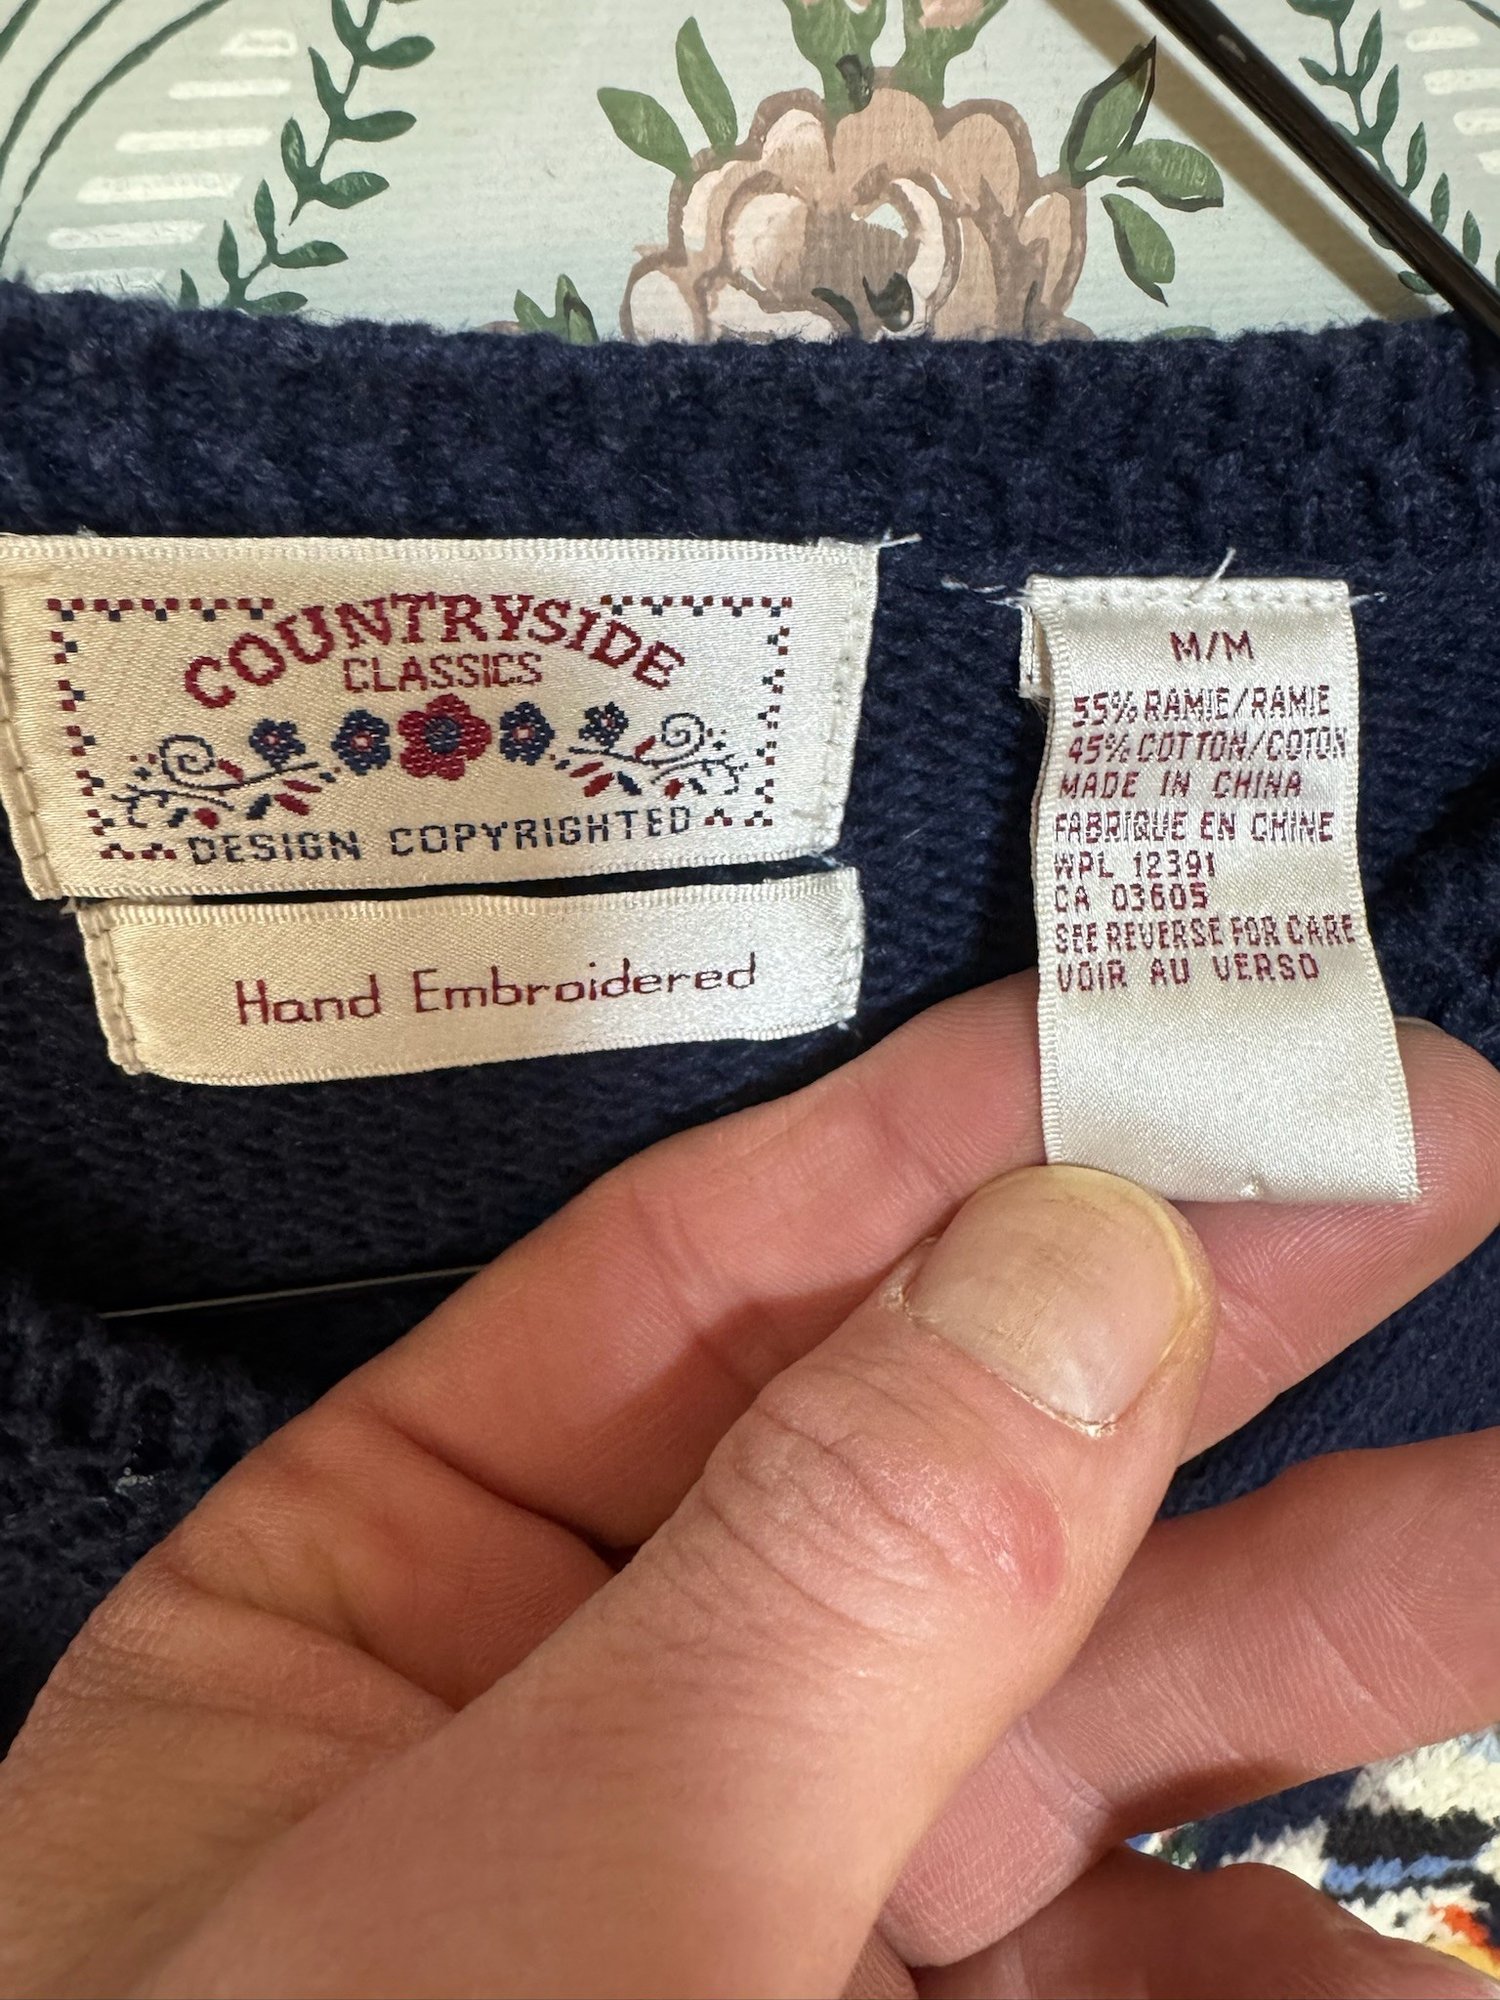 COUNTRYSIDE
CLASSICS
DESIGN COPYRIGHTED
Hand Embroidered
M/M
55% RAMIE/RAMIE
45% COTTON/COTON
MADE IN CHINA
FABRIQUE EN CHINE
WPL 12391
CA 03605
SEE REVERSE FOR CARE
VOIR AU VERSO